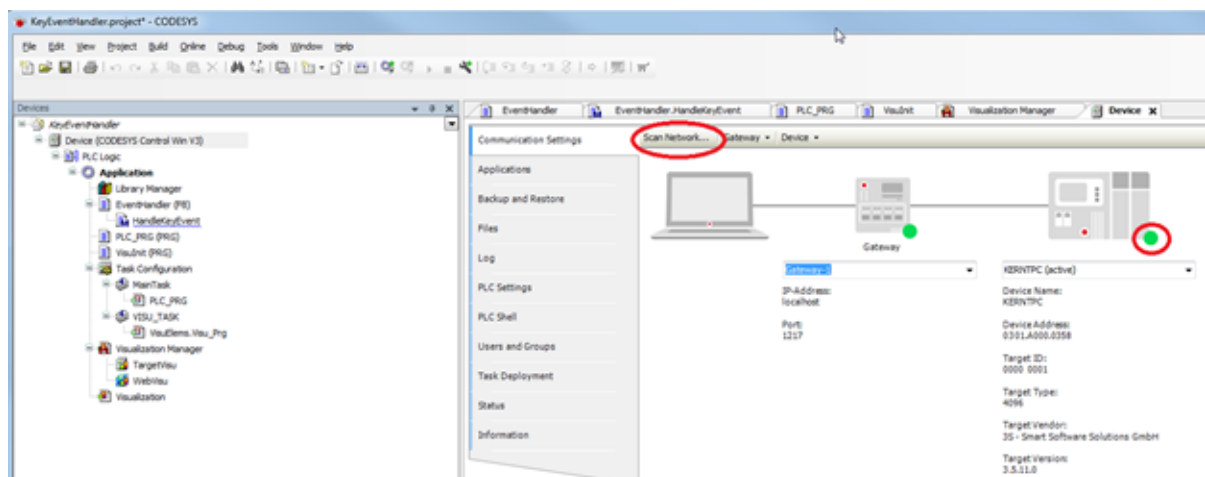 KeyEventHandler.project* - CODESYS
File Edit View Project Build Online Debug Tools Window Help
Devices
EventHandler EventHandler.HandleKeyEvent PLC_PRG VisuInit Visualization Manager Device
KeyEventHandler
Device (CODESYS Control Win V3)
PLC Logic
Application
Library Manager
EventHandler (FB)
HandleKeyEvent
PLC_PRG (PRG)
VisuInit (PRG)
Task Configuration
MainTask
PLC_PRG
VISU_TASK
VisuElems.Visu_Prg
Visualization Manager
TargetVisu
WebVisu
Visualization
Communication Settings
Applications
Backup and Restore
Files
Log
PLC Settings
PLC Shell
Users and Groups
Task Deployment
Status
Information
Scan Network... Gateway Device
Gateway
KERNTPC (active)
IP-Address:
localhost
Port:
1217
Device Name:
KERNTPC
Device Address:
0301.A000.0358
Target ID:
0000 0001
Target Type:
4096
Target Vendor:
3S - Smart Software Solutions GmbH
Target Version:
3.5.11.0